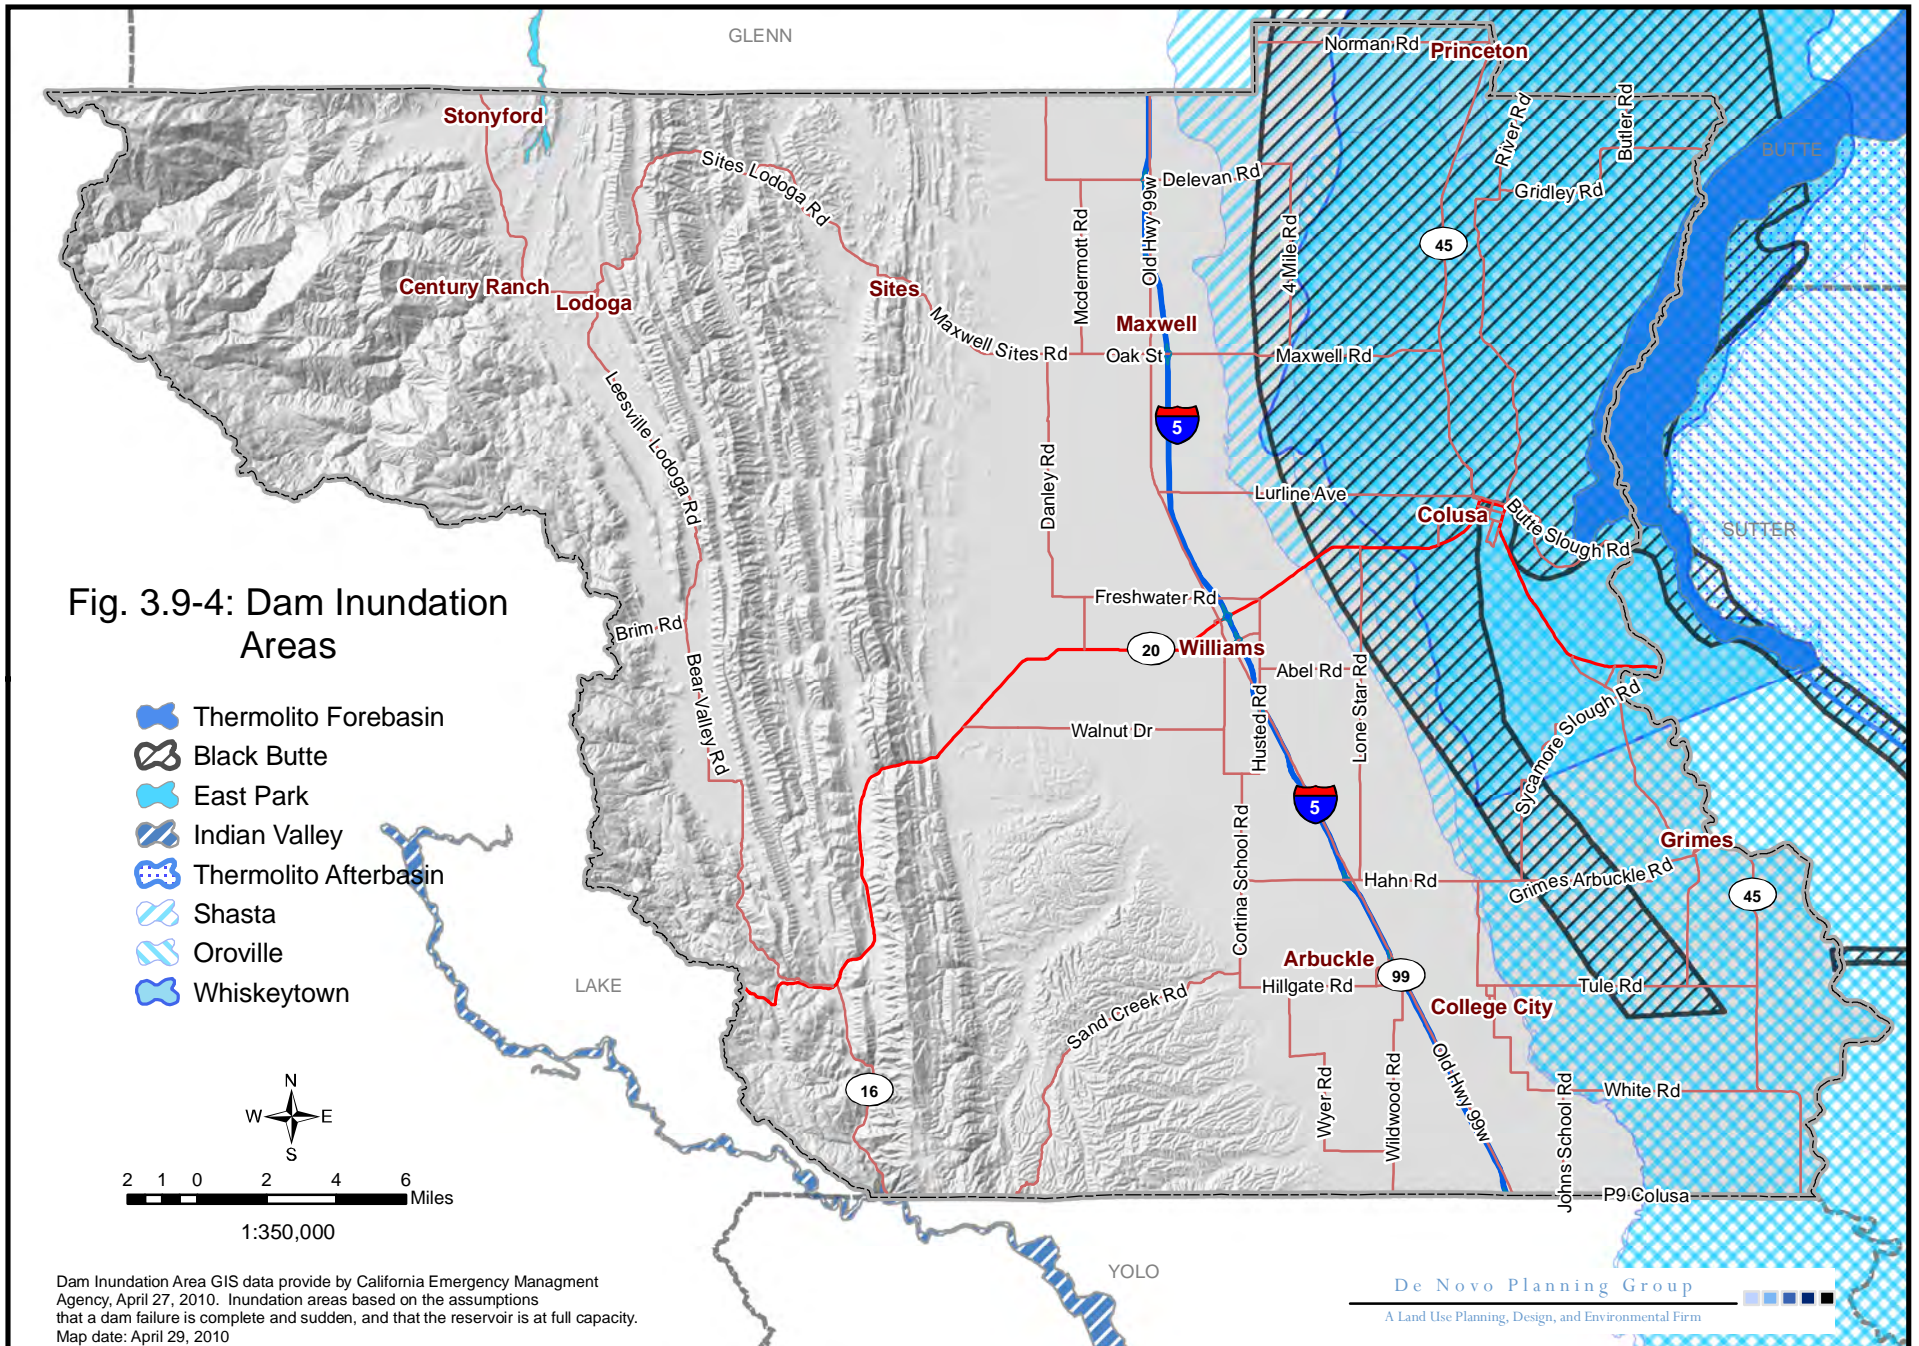 GLENN
Norman Rd
Princeton
Stonyford
River Rd
Butler Rd
BUTTE
Sites Lodoga Rd
Delevan Rd
Gridley Rd
Old Hwy 99w
Mcdermott Rd
4 Mile Rd
45
Century Ranch
Lodoga
Sites
Maxwell
Maxwell Sites Rd
Oak St
Maxwell Rd
Leesville Lodoga Rd
5
Danley Rd
Lurline Ave
Colusa
Butte Slough Rd
SUTTER
Fig. 3.9-4: Dam Inundation
Areas
Freshwater Rd
Brim Rd
20
Williams
Abel Rd
Bear Valley Rd
Husted Rd
Lone Star Rd
Sycamore Slough Rd
Walnut Dr
Thermolito Forebasin
Black Butte
East Park
Indian Valley
Thermolito Afterbasin
Shasta
Oroville
Whiskeytown
5
Grimes
Cortina School Rd
Hahn Rd
Grimes Arbuckle Rd
45
Arbuckle
99
LAKE
Hillgate Rd
Tule Rd
College City
Sand Creek Rd
Old Hwy 99w
16
Wyer Rd
Wildwood Rd
Johns School Rd
White Rd
P9 Colusa
N
W E
S
2 1 0 2 4 6
Miles
1:350,000
YOLO
Dam Inundation Area GIS data provide by California Emergency Managment
Agency, April 27, 2010. Inundation areas based on the assumptions
that a dam failure is complete and sudden, and that the reservoir is at full capacity.
Map date: April 29, 2010
De Novo Planning Group
A Land Use Planning, Design, and Environmental Firm